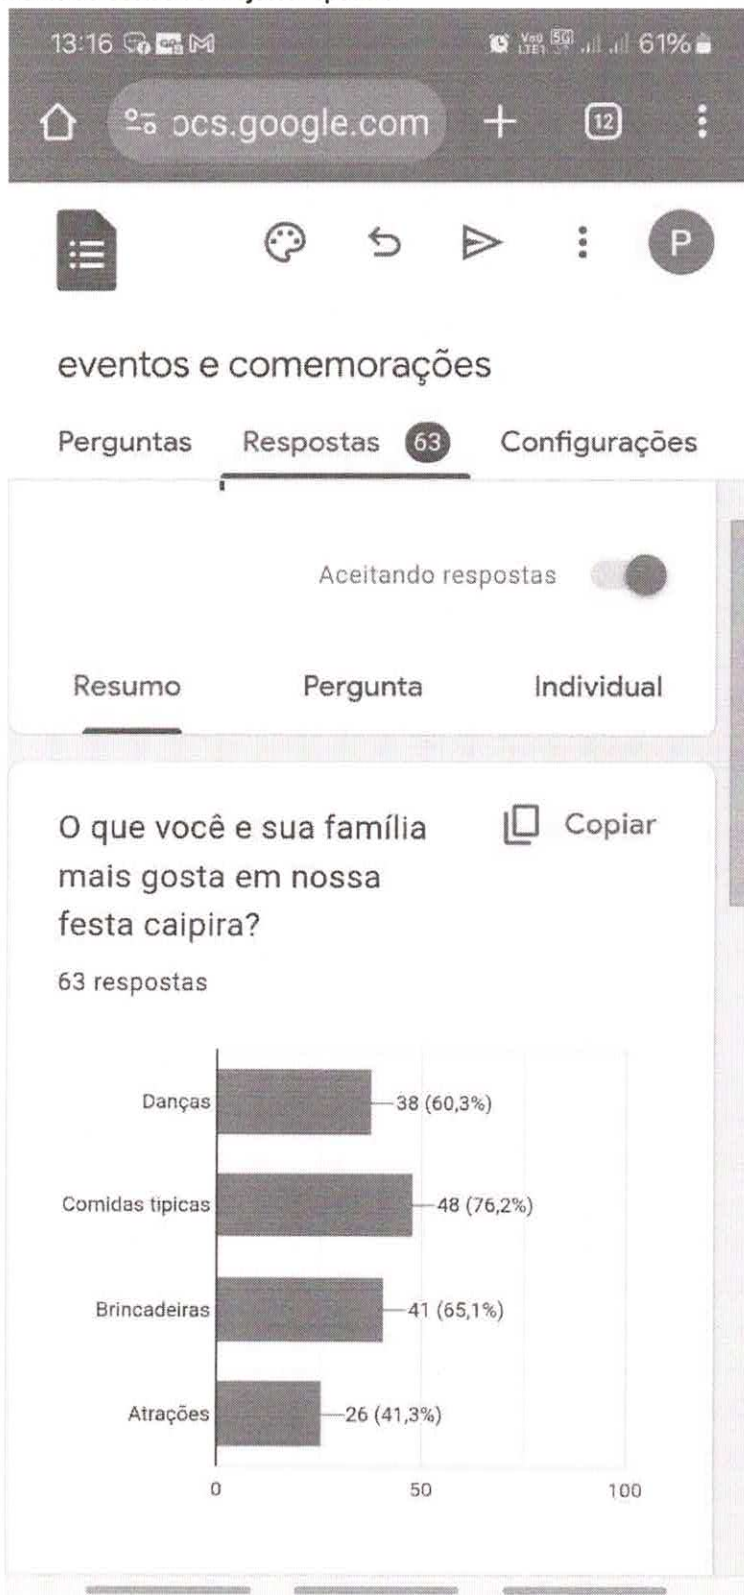 13:16 61%
ocs.google.com + 12
P
eventos e comemorações
Perguntas Respostas 63 Configurações
Aceitando respostas
Resumo Pergunta Individual
O que você e sua família Copiar
mais gosta em nossa
festa caipira?
63 respostas
Danças 38 (60,3%)
Comidas tipicas 48 (76,2%)
Brincadeiras 41 (65,1%)
Atrações 26 (41,3%)
0 50 100